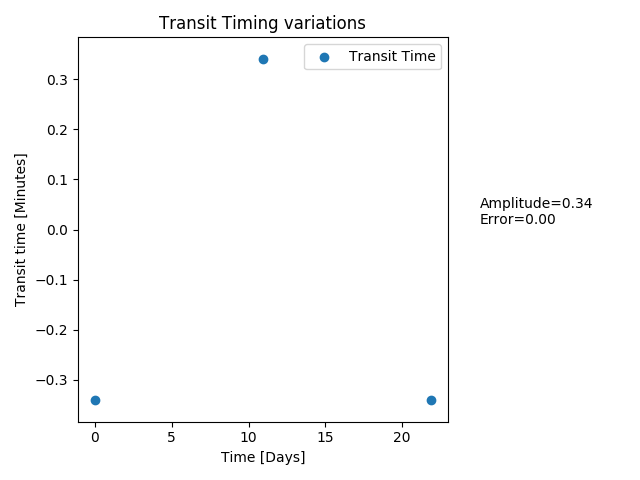 Transit Timing variations
Transit Time
0.3
0.2
0.1
0.0
−0.1
−0.2
−0.3
Transit time [Minutes]
Amplitude=0.34
Error=0.00
0 5 10 15 20
Time [Days]